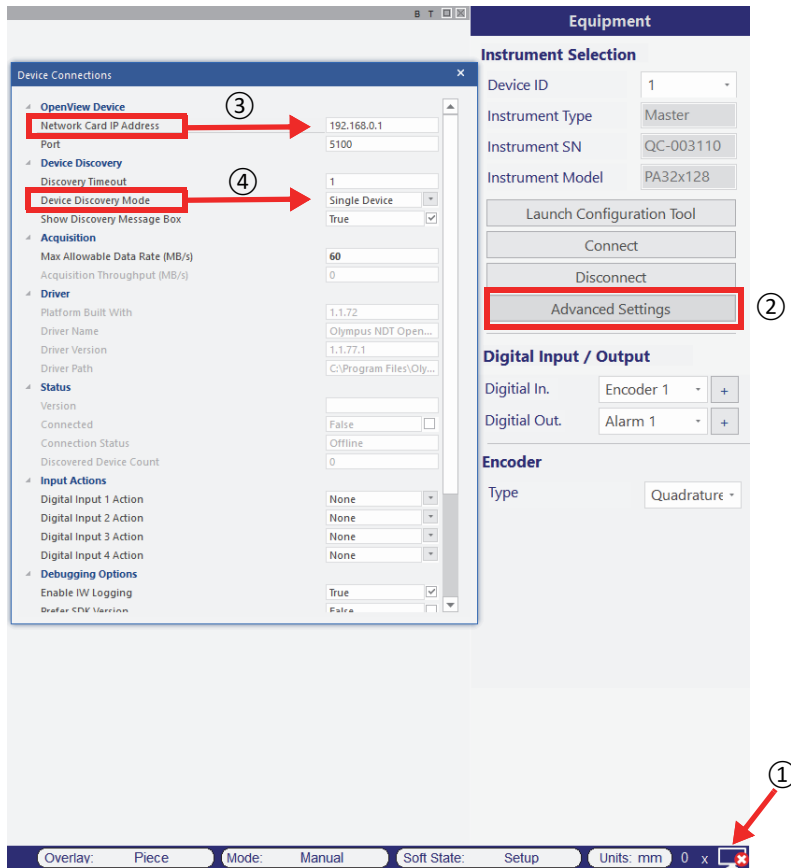 B T
Equipment
Instrument Selection
Device ID 1
Instrument Type Master
Instrument SN QC-003110
Instrument Model PA32x128
Launch Configuration Tool
Connect
Disconnect
Advanced Settings
②
Digital Input / Output
Digitial In. Encoder 1 +
Digitial Out. Alarm 1 +
Encoder
Type Quadrature
Device Connections ×
OpenView Device
③
Network Card IP Address 192.168.0.1
Port 5100
Device Discovery
Discovery Timeout 1
④
Device Discovery Mode Single Device
Show Discovery Message Box True
Acquisition
Max Allowable Data Rate (MB/s) 60
Acquisition Throughput (MB/s) 0
Driver
Platform Built With 1.1.72
Driver Name Olympus NDT Open...
Driver Version 1.1.77.1
Driver Path C:\Program Files\Oly...
Status
Version
Connected False
Connection Status Offline
Discovered Device Count 0
Input Actions
Digital Input 1 Action None
Digital Input 2 Action None
Digital Input 3 Action None
Digital Input 4 Action None
Debugging Options
Enable IW Logging True
Prefer SDK Version False
①
Overlay: Piece Mode: Manual Soft State: Setup Units: mm 0 x